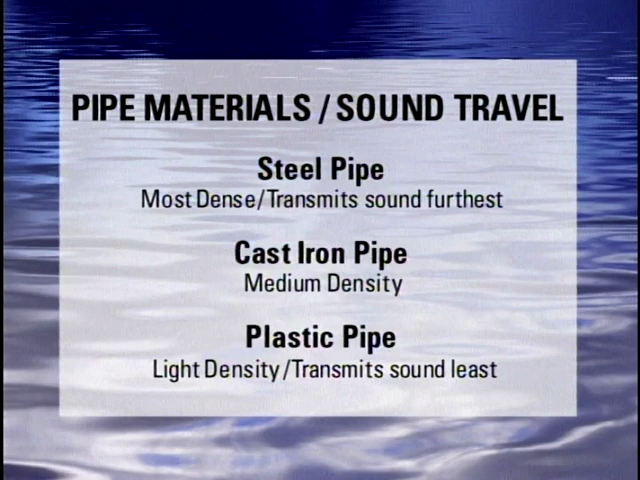 PIPE MATERIALS / SOUND TRAVEL
Steel Pipe
Most Dense/Transmits sound furthest
Cast Iron Pipe
Medium Density
Plastic Pipe
Light Density/Transmits sound least